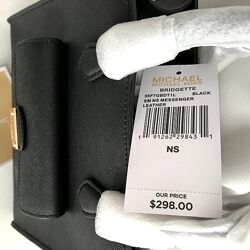 MICHAEL
MICHAEL KORS
BRIDGETTE
35F7GBDT1L BLACK
SM NS MESSENGER
LEATHER
1 91262 29843 1
NS
OUR PRICE
$298.00